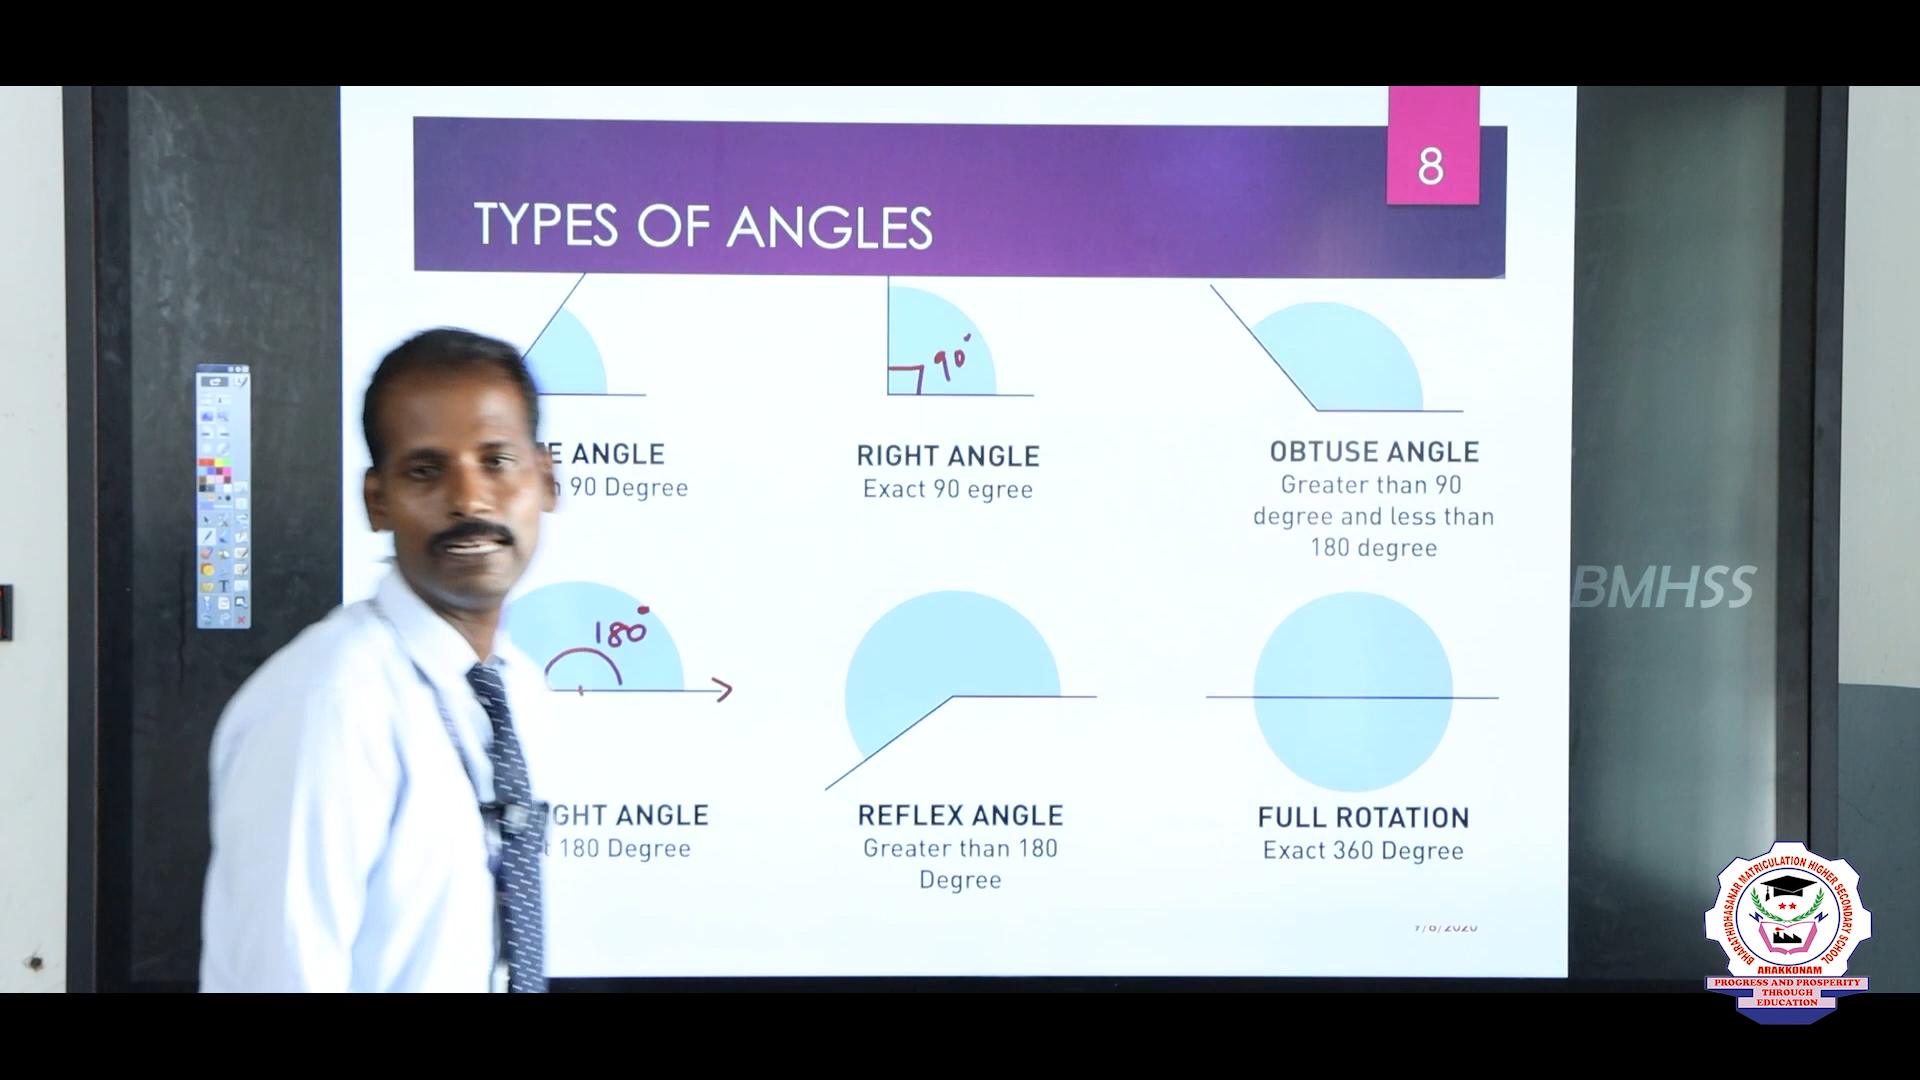 8
TYPES OF ANGLES
90°
E ANGLE
90 Degree
RIGHT ANGLE
Exact 90 egree
OBTUSE ANGLE
Greater than 90
degree and less than
180 degree
180°
GHT ANGLE
t 180 Degree
REFLEX ANGLE
Greater than 180
Degree
FULL ROTATION
Exact 360 Degree
BMHSS
BHARATHIDHASANAR MATRICULATION HIGHER SECONDARY SCHOOL
ARAKKONAM
PROGRESS AND PROSPERITY
THROUGH
EDUCATION